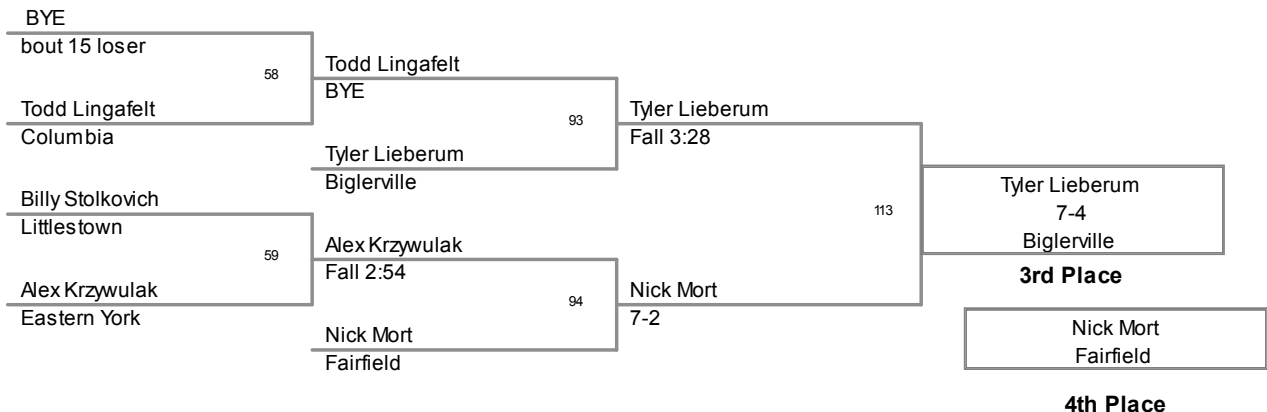 BYE
bout 15 loser
58
Todd Lingafelt
BYE
Todd Lingafelt
Columbia
93
Tyler Lieberum
Fall 3:28
Tyler Lieberum
Biglerville
Billy Stolkovich
Littlestown
113
Tyler Lieberum
7-4
Biglerville
3rd Place
59
Alex Krzywulak
Fall 2:54
Alex Krzywulak
Eastern York
94
Nick Mort
7-2
Nick Mort
Fairfield
Nick Mort
Fairfield
4th Place